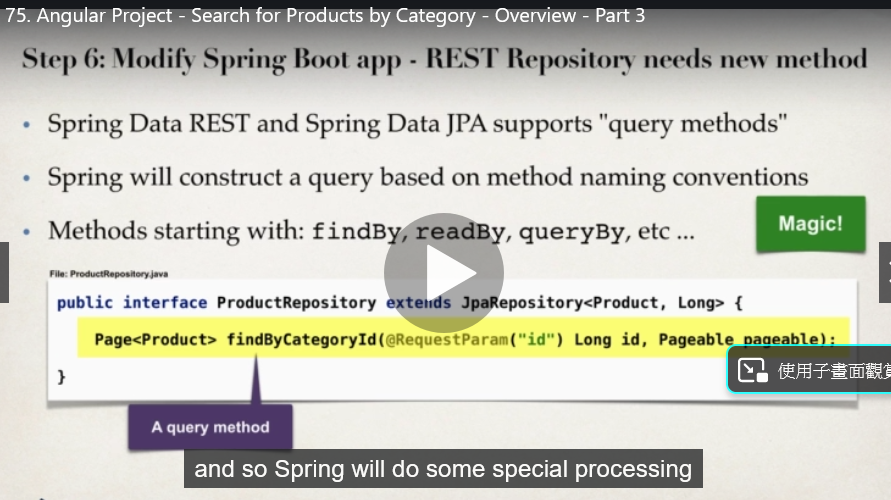 75. Angular Project - Search for Products by Category - Overview - Part 3
Step 6: Modify Spring Boot app - REST Repository needs new method
• Spring Data REST and Spring Data JPA supports "query methods"
• Spring will construct a query based on method naming conventions
• Methods starting with: findBy, readBy, queryBy, etc ...
Magic!
File: ProductRepository.java
public interface ProductRepository extends JpaRepository<Product, Long> {
Page<Product> findByCategoryId(@RequestParam("id") Long id, Pageable pageable);
}
使用子畫面觀賞
A query method
and so Spring will do some special processing